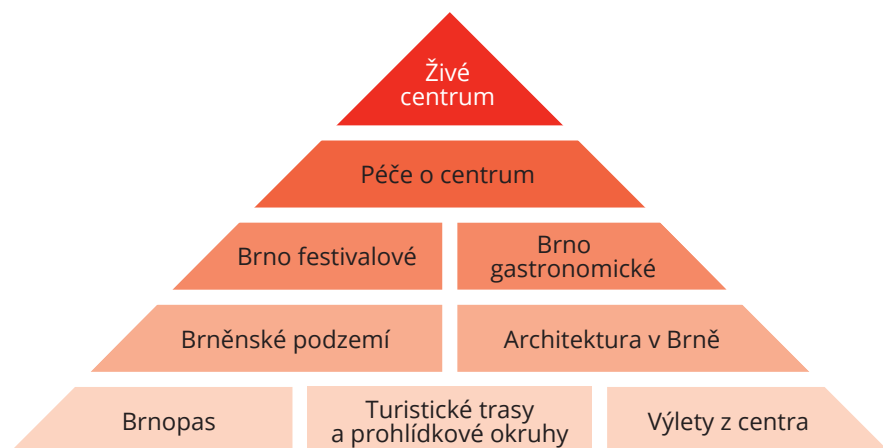 Živé
centrum
Péče o centrum
Brno festivalové
Brno
gastronomické
Brněnské podzemí
Architektura v Brně
Brnopas
Turistické trasy
a prohlídkové okruhy
Výlety z centra